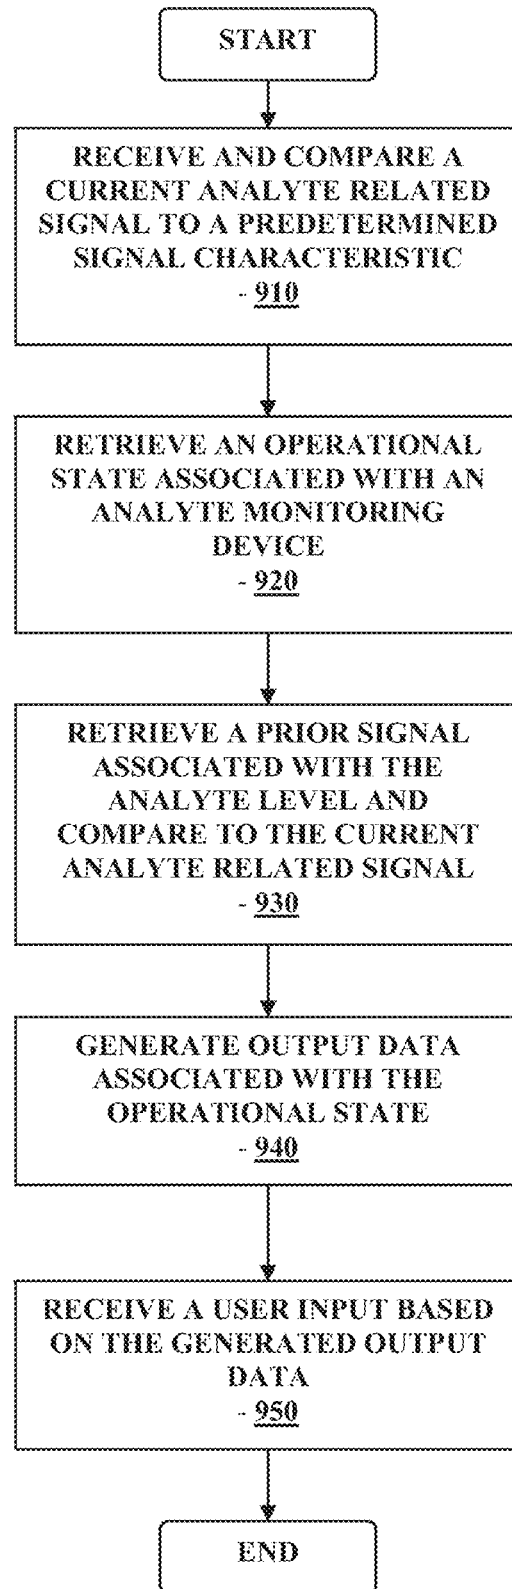 START
RECEIVE AND COMPARE A
CURRENT ANALYTE RELATED
SIGNAL TO A PREDETERMINED
SIGNAL CHARACTERISTIC
- 910
RETRIEVE AN OPERATIONAL
STATE ASSOCIATED WITH AN
ANALYTE MONITORING
DEVICE
- 920
RETRIEVE A PRIOR SIGNAL
ASSOCIATED WITH THE
ANALYTE LEVEL AND
COMPARE TO THE CURRENT
ANALYTE RELATED SIGNAL
- 930
GENERATE OUTPUT DATA
ASSOCIATED WITH THE
OPERATIONAL STATE
- 940
RECEIVE A USER INPUT BASED
ON THE GENERATED OUTPUT
DATA
- 950
END